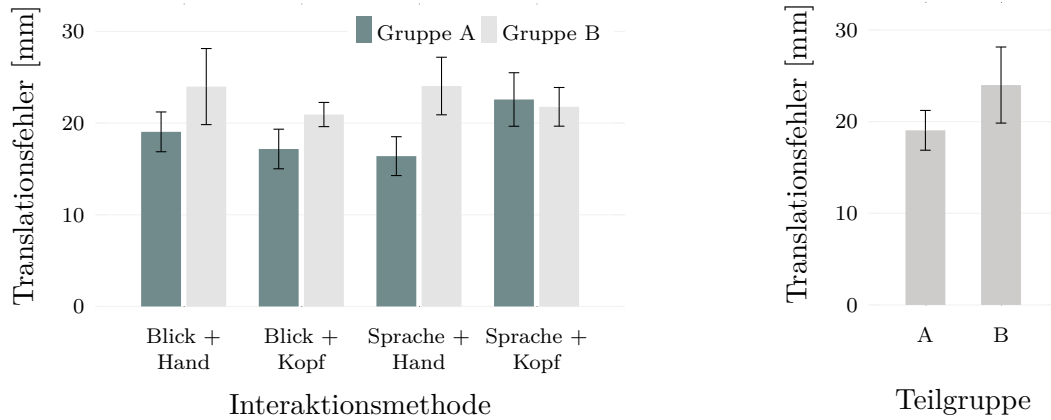 Translationsfehler [mm]
30
20
10
0
Gruppe A
Gruppe B
Blick +
Hand
Blick +
Kopf
Sprache +
Hand
Sprache +
Kopf
Interaktionsmethode
Translationsfehler [mm]
30
20
10
0
A
B
Teilgruppe